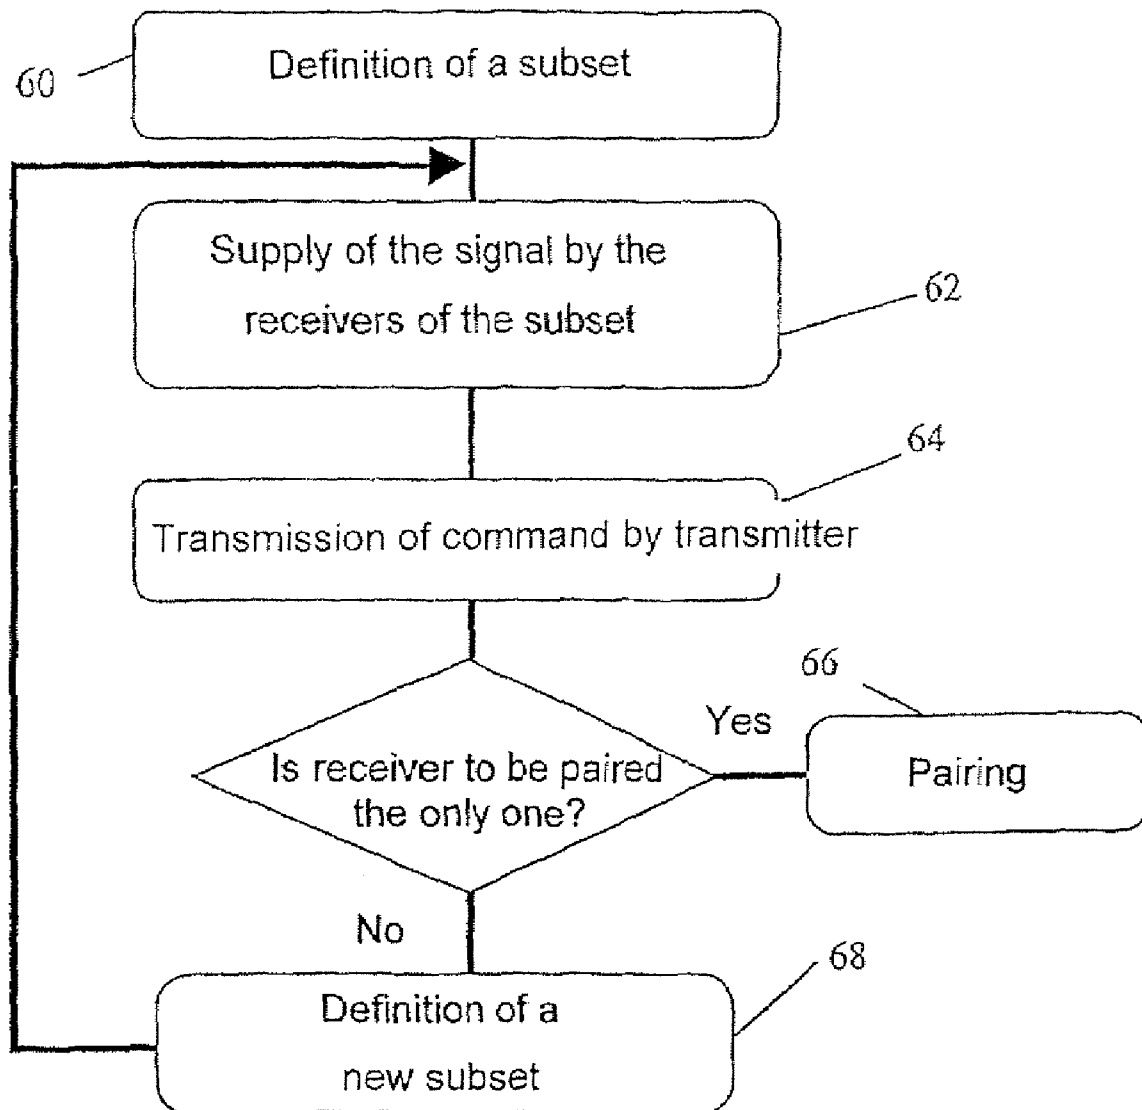 Definition of a subset
60
Supply of the signal by the
receivers of the subset
62
64
Transmission of command by transmitter
66
Yes
Is receiver to be paired
the only one?
Pairing
No
68
Definition of a
new subset